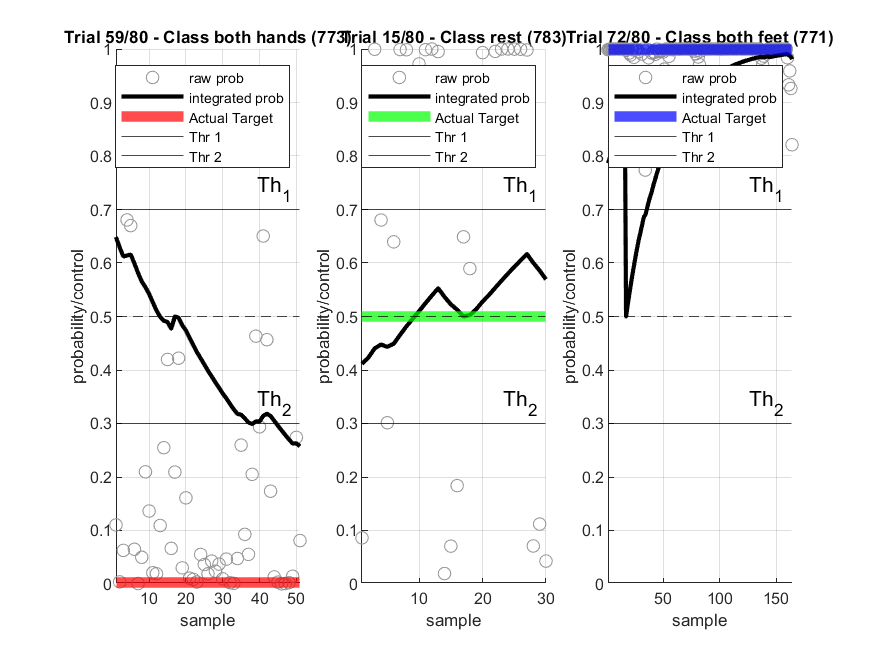 Trial 59/80 - Class both hands (773)
1
0.9
0.8
0.7
0.6
0.5
0.4
0.3
0.2
0.1
0
probability/control
raw prob
integrated prob
Actual Target
Thr 1
Thr 2
Th1
Th2
10 20 30 40 50
sample
Trial 15/80 - Class rest (783)
1
0.9
0.8
0.7
0.6
0.5
0.4
0.3
0.2
0.1
0
probability/control
raw prob
integrated prob
Actual Target
Thr 1
Thr 2
Th1
Th2
10 20 30
sample
Trial 72/80 - Class both feet (771)
1
0.9
0.8
0.7
0.6
0.5
0.4
0.3
0.2
0.1
0
probability/control
raw prob
integrated prob
Actual Target
Thr 1
Thr 2
Th1
Th2
50 100 150
sample